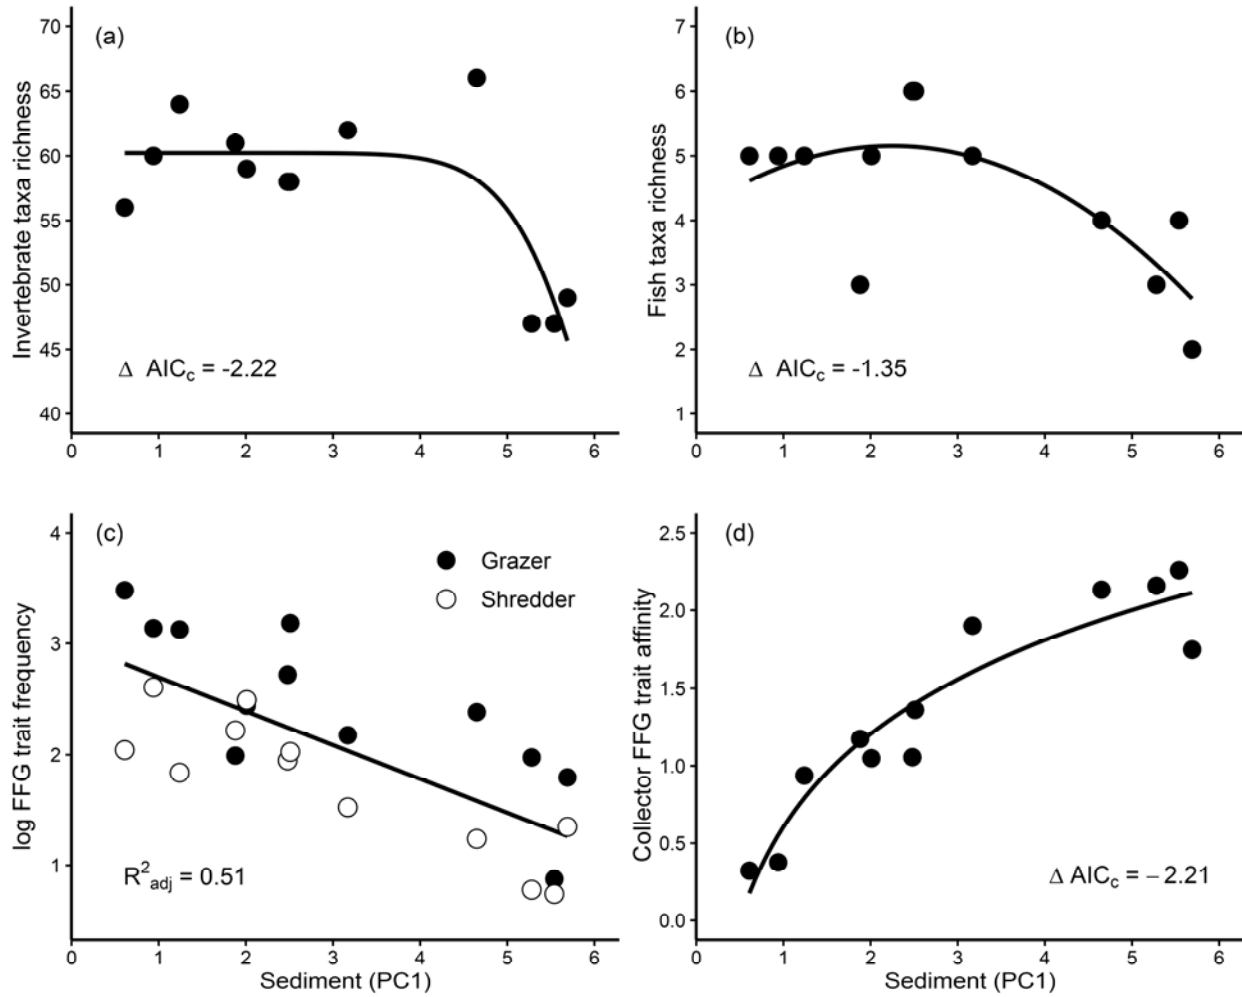 (a)
Invertebrate taxa richness
70
65
60
55
50
45
40
Δ AICc = -2.22
0 1 2 3 4 5 6
(b)
Fish taxa richness
7
6
5
4
3
2
1
Δ AICc = -1.35
0 1 2 3 4 5 6
(c)
log FFG trait frequency
4
3
2
1
Grazer
Shredder
R²adj = 0.51
0 1 2 3 4 5 6
Sediment (PC1)
(d)
Collector FFG trait affinity
2.5
2.0
1.5
1.0
0.5
0.0
Δ AICc = − 2.21
0 1 2 3 4 5 6
Sediment (PC1)